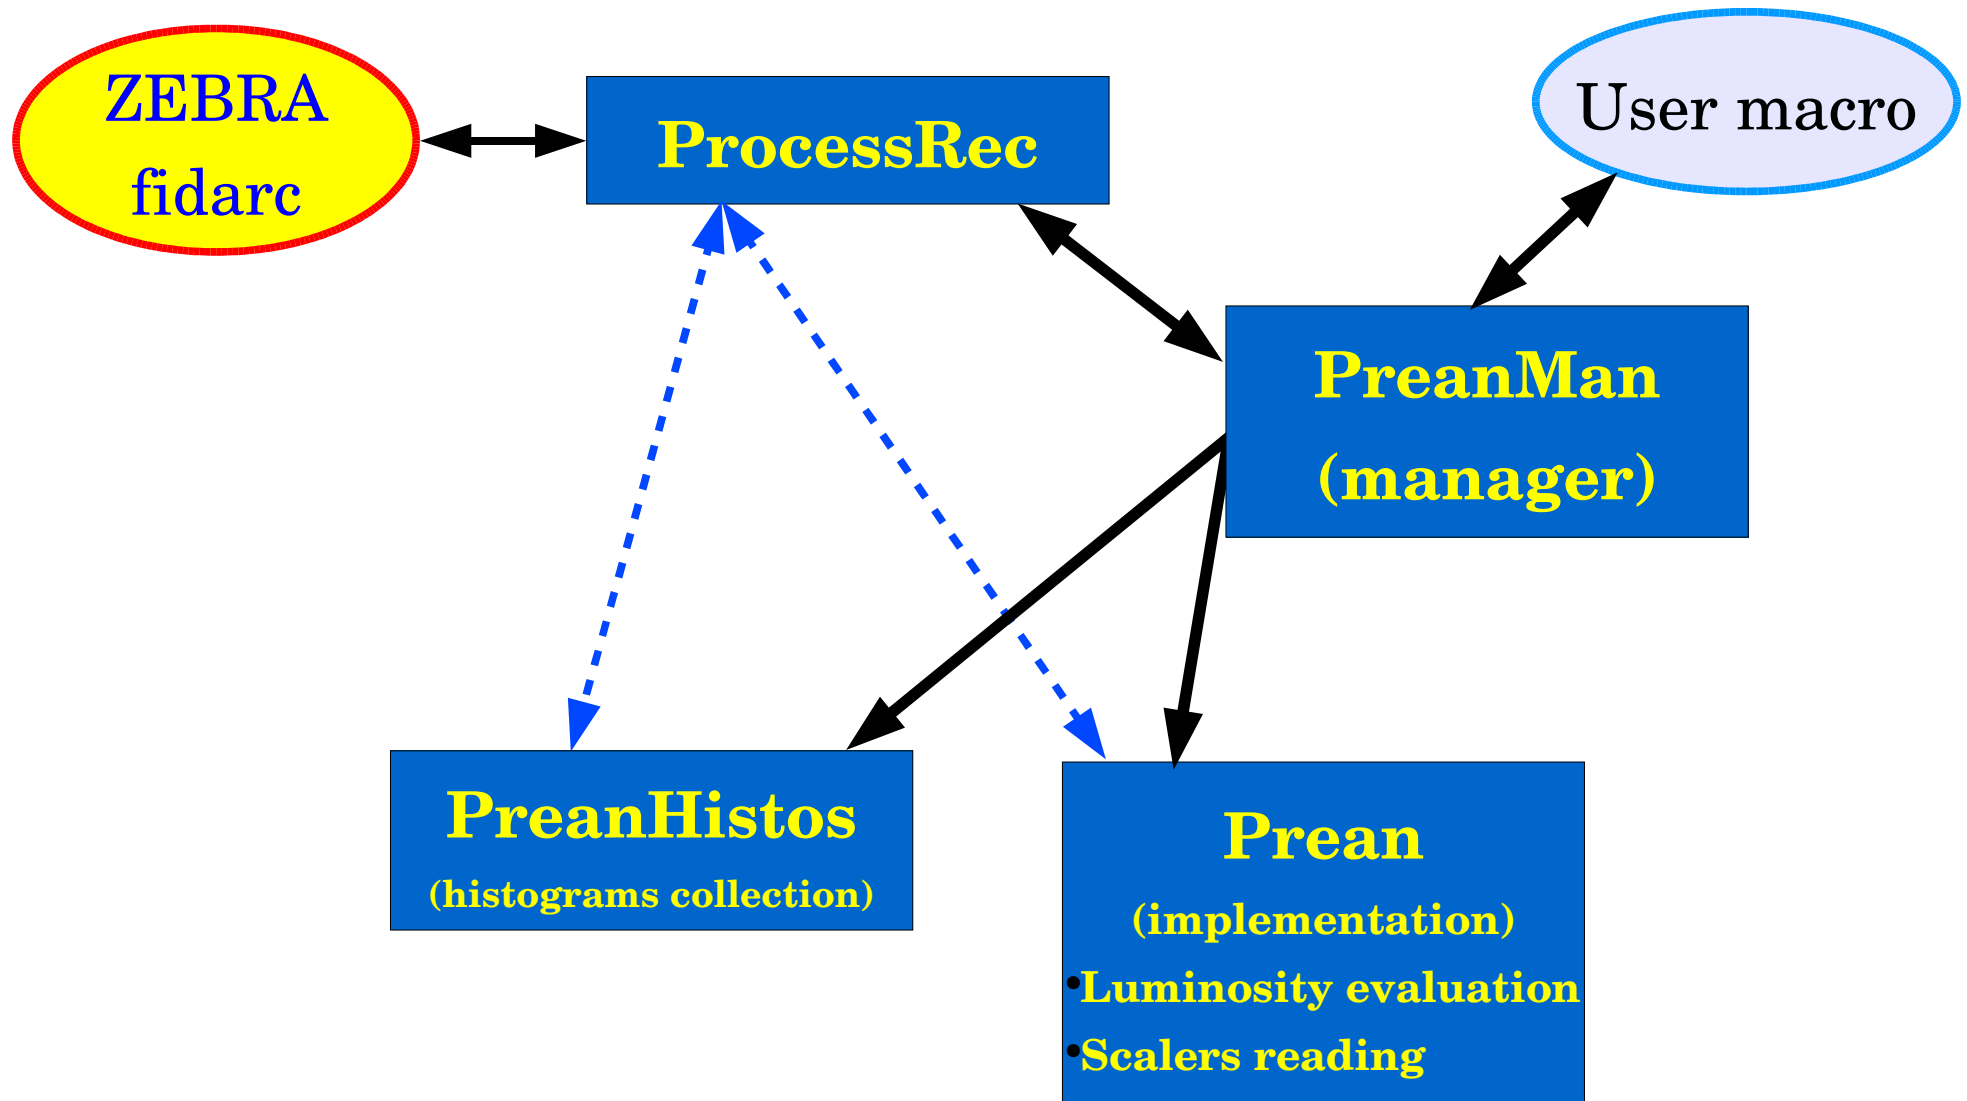 ZEBRA
fidarc
ProcessRec
User macro
PreanMan
(manager)
PreanHistos
(histograms collection)
Prean
(implementation)
•Luminosity evaluation
•Scalers reading